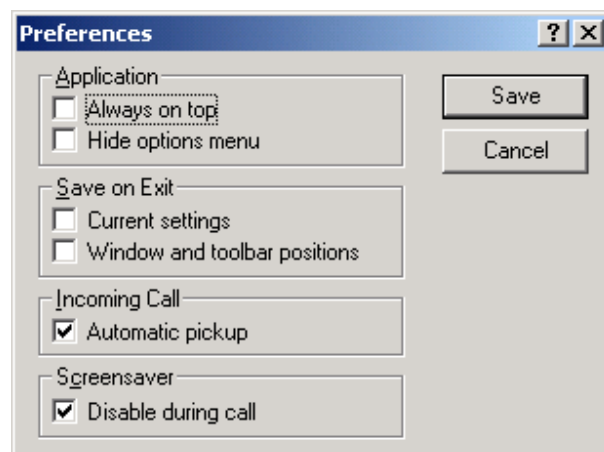 Preferences
Application
Always on top
Hide options menu
Save on Exit
Current settings
Window and toolbar positions
Incoming Call
Automatic pickup
Screensaver
Disable during call
?
Save
Cancel